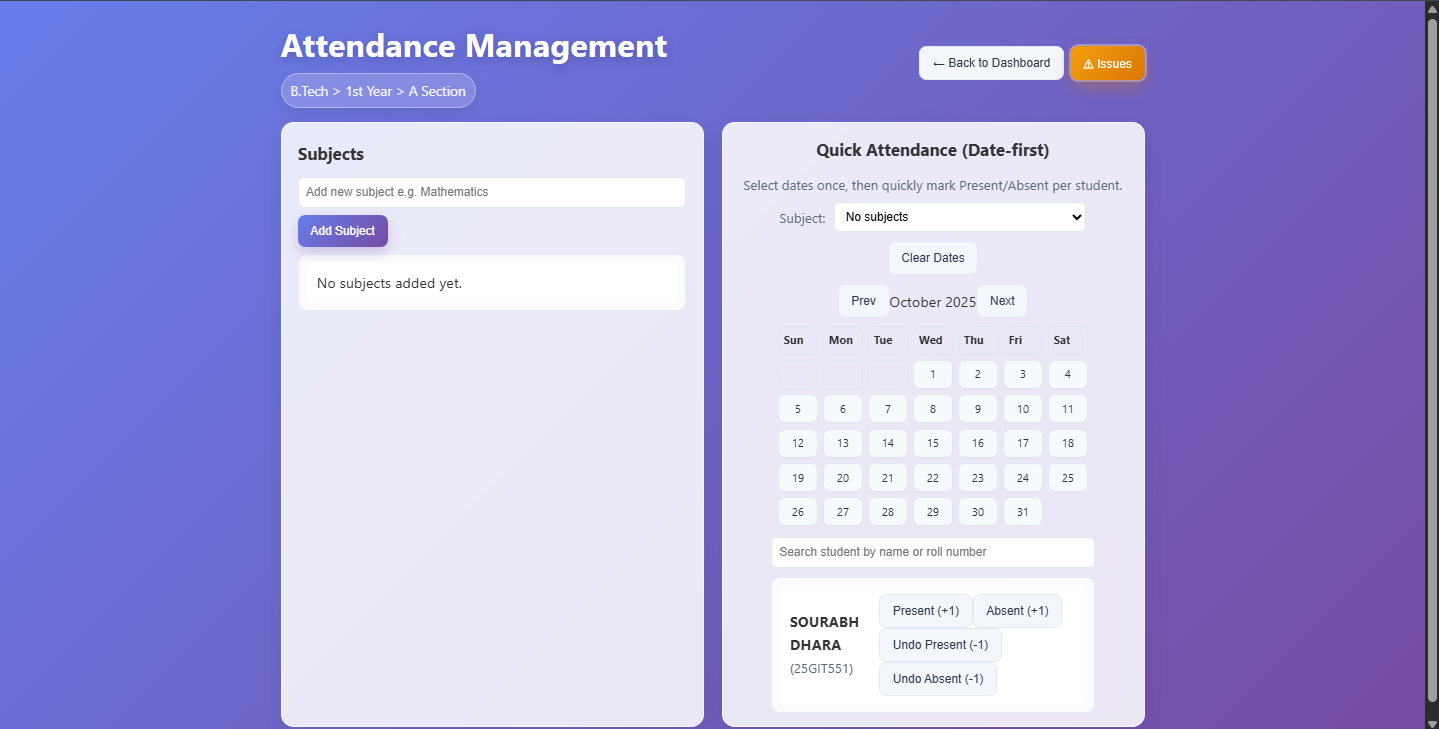 Attendance Management
← Back to Dashboard
⚠ Issues
B.Tech > 1st Year > A Section
Subjects
Add new subject e.g. Mathematics
Add Subject
No subjects added yet.
Quick Attendance (Date-first)
Select dates once, then quickly mark Present/Absent per student.
Subject: No subjects
Clear Dates
Prev October 2025 Next
Sun Mon Tue Wed Thu Fri Sat
1 2 3 4
5 6 7 8 9 10 11
12 13 14 15 16 17 18
19 20 21 22 23 24 25
26 27 28 29 30 31
Search student by name or roll number
SOURABH
DHARA
(25GIT551)
Present (+1) Absent (+1)
Undo Present (-1)
Undo Absent (-1)